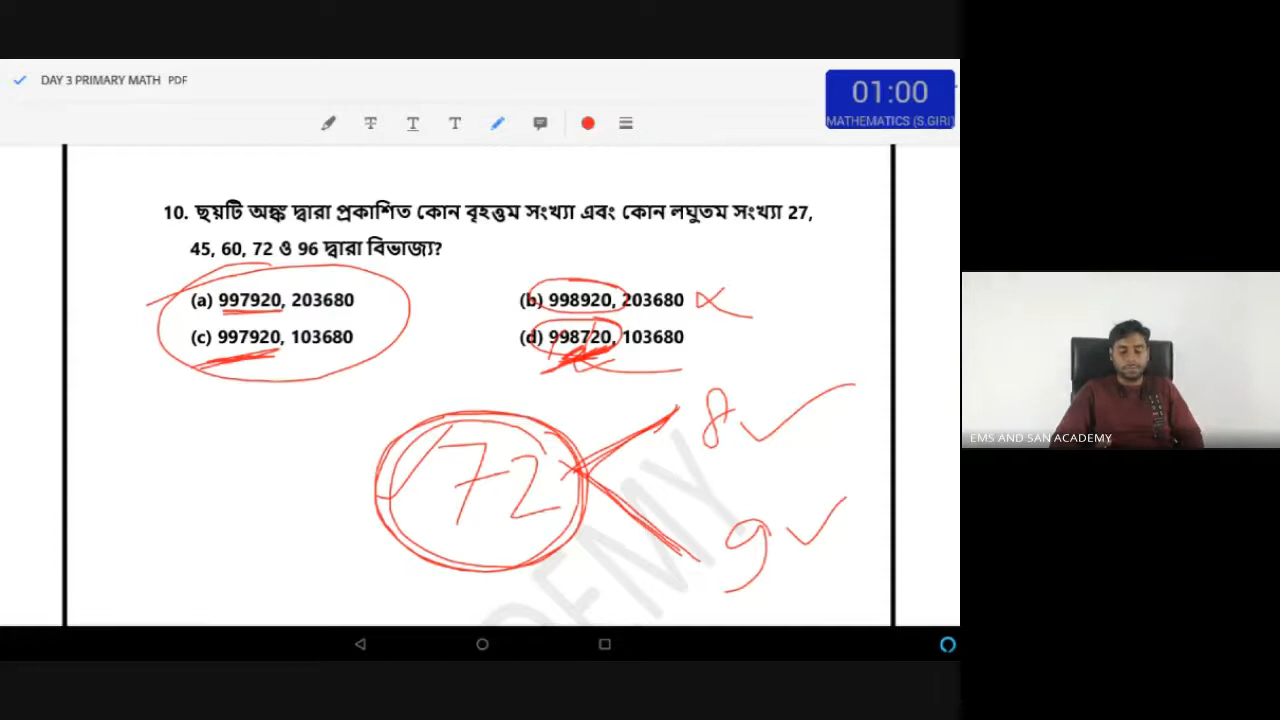 DAY 3 PRIMARY MATH PDF
01:00
MATHEMATICS (S.GIRI)
10. ছয়টি অঙ্ক দ্বারা প্রকাশিত কোন বৃহত্তম সংখ্যা এবং কোন লঘুতম সংখ্যা 27,
45, 60, 72 ও 96 দ্বারা বিভাজ্য?
(a) 997920, 203680
(b) 998920, 203680
(c) 997920, 103680
(d) 998720, 103680
72
8
9
EMY
EMS AND SAN ACADEMY